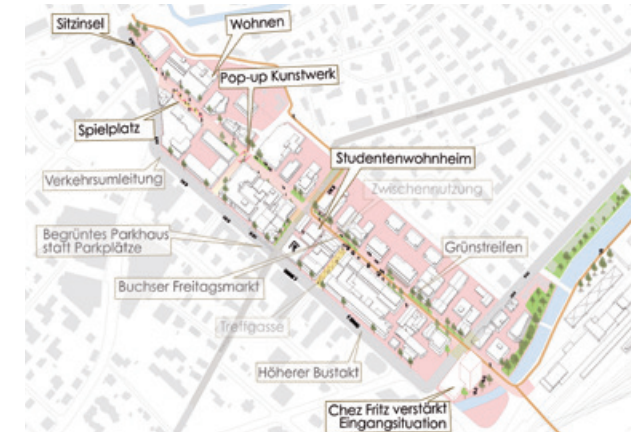 Sitzinsel
Wohnen
Pop-up Kunstwerk
Spielplatz
Studentenwohnheim
Verkehrsumleitung
Zwischennutzung
Begrüntes Parkhaus
statt Parkplätze
Grünstreifen
Buchser Freitagsmarkt
Treffgasse
Höherer Bustakt
Chez Fritz verstärkt
Eingangsituation